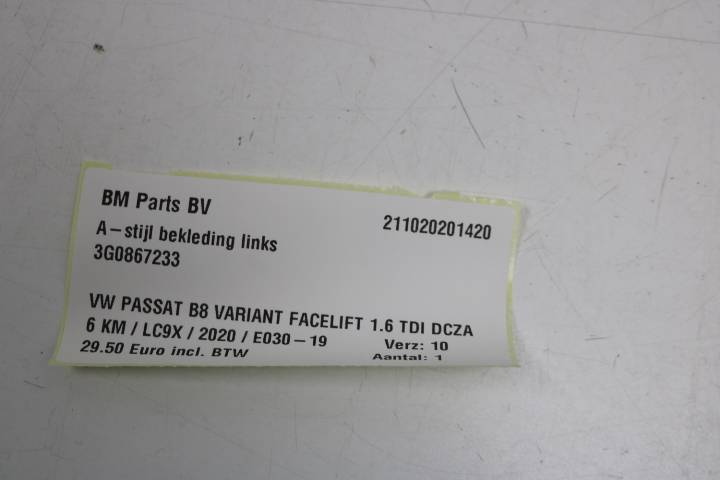 BM Parts BV
211020201420
A-stijl bekleding links
3G0867233
VW PASSAT B8 VARIANT FACELIFT 1.6 TDI DCZA
6 KM / LC9X / 2020 / E030-19
Verz: 10
29.50 Euro incl. BTW
Aantal: 1